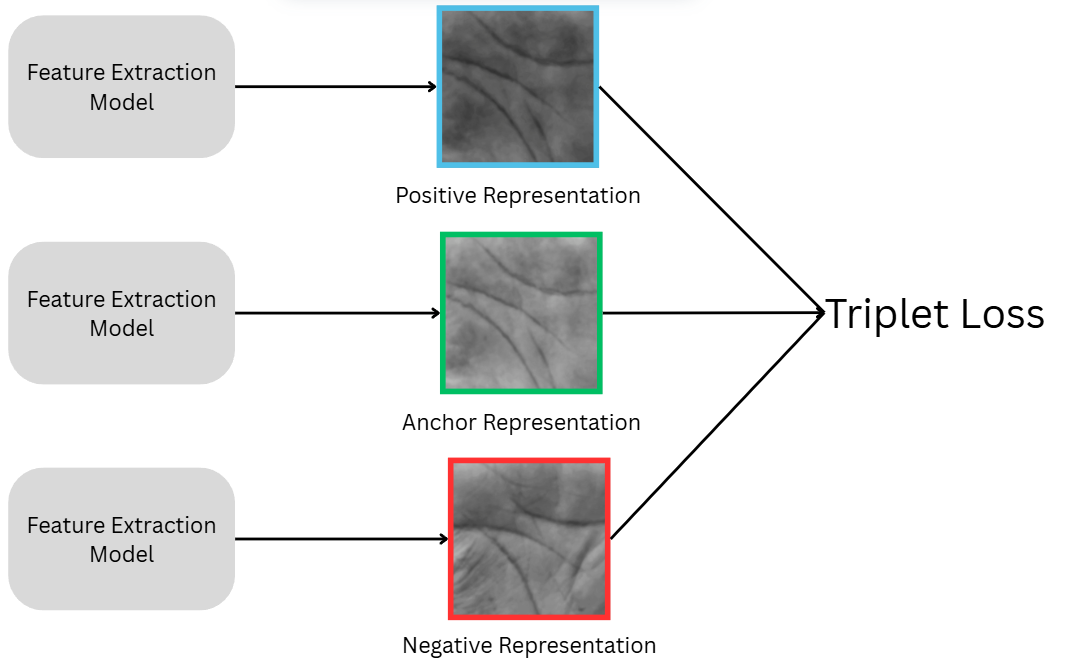 Feature Extraction
Model
Positive Representation
Feature Extraction
Model
Anchor Representation
Triplet Loss
Feature Extraction
Model
Negative Representation